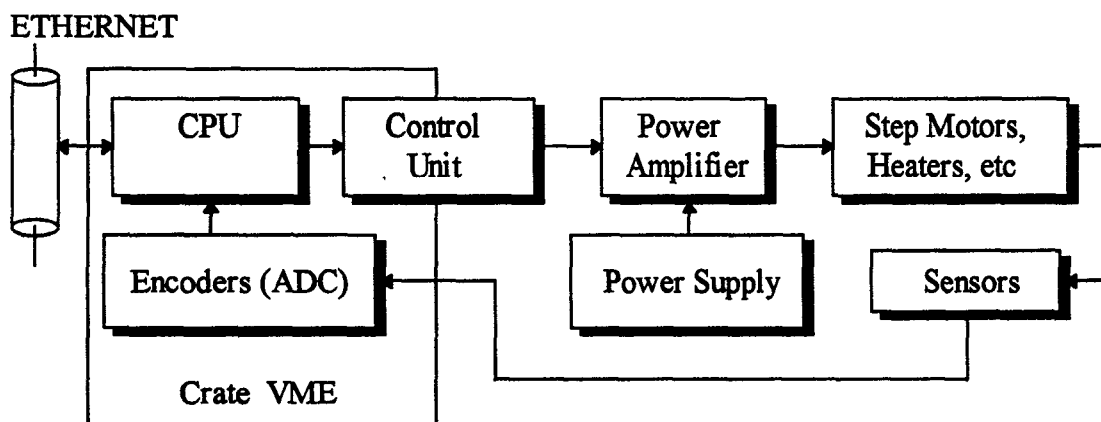 ETHERNET
CPU
Control
Unit
Power
Amplifier
Step Motors,
Heaters, etc
Encoders (ADC)
Power Supply
Sensors
Crate VME